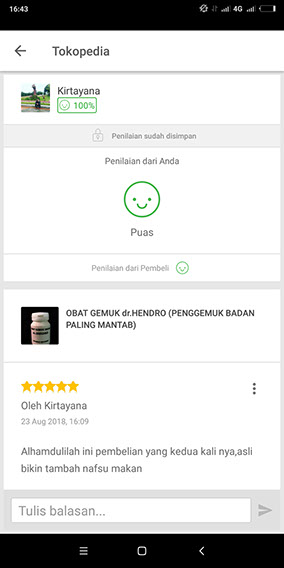 16:43
4G
Tokopedia
Kirtayana
100%
Penilaian sudah disimpan
Penilaian dari Anda
Puas
Penilaian dari Pembeli
OBAT GEMUK dr.HENDRO (PENGGEMUK BADAN
PALING MANTAB)
Oleh Kirtayana
23 Aug 2018, 16:09
Alhamdulilah ini pembelian yang kedua kali nya,asli
bikin tambah nafsu makan
Tulis balasan...